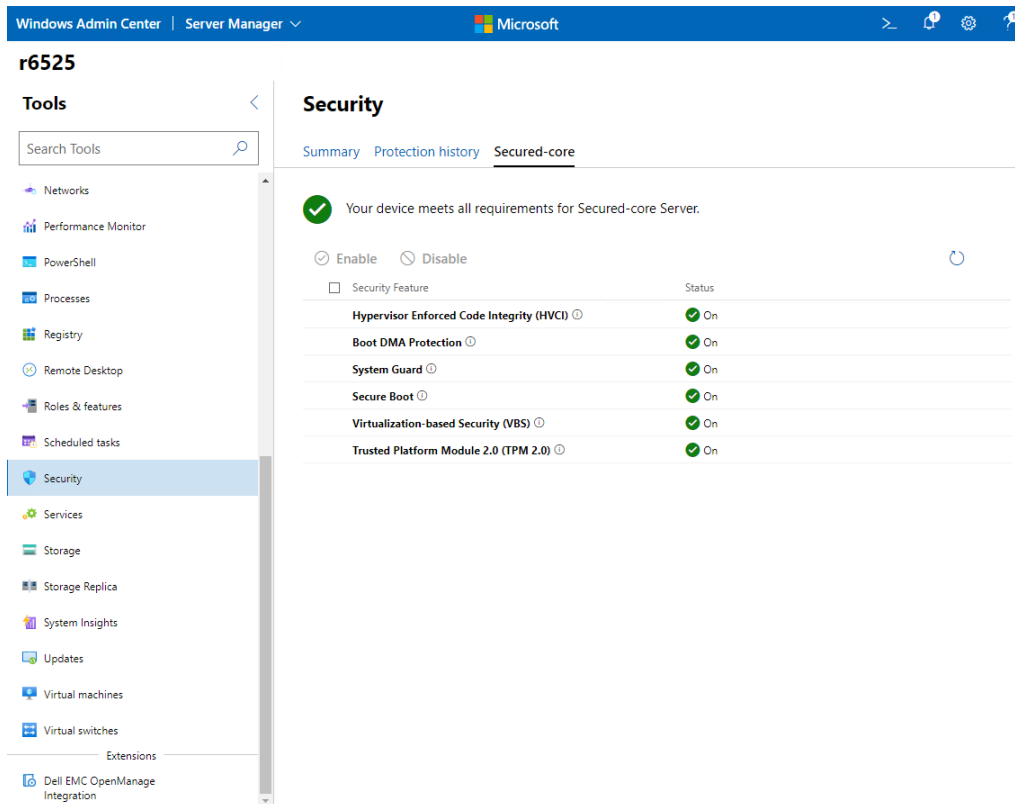 Windows Admin Center | Server Manager
Microsoft
1
r6525
Tools
Search Tools
Networks
Performance Monitor
PowerShell
Processes
Registry
Remote Desktop
Roles & features
Scheduled tasks
Security
Services
Storage
Storage Replica
System Insights
Updates
Virtual machines
Virtual switches
Extensions
Dell EMC OpenManage
Integration
Security
Summary Protection history Secured-core
Your device meets all requirements for Secured-core Server.
Enable Disable
Security Feature Status
Hypervisor Enforced Code Integrity (HVCI) On
Boot DMA Protection On
System Guard On
Secure Boot On
Virtualization-based Security (VBS) On
Trusted Platform Module 2.0 (TPM 2.0) On